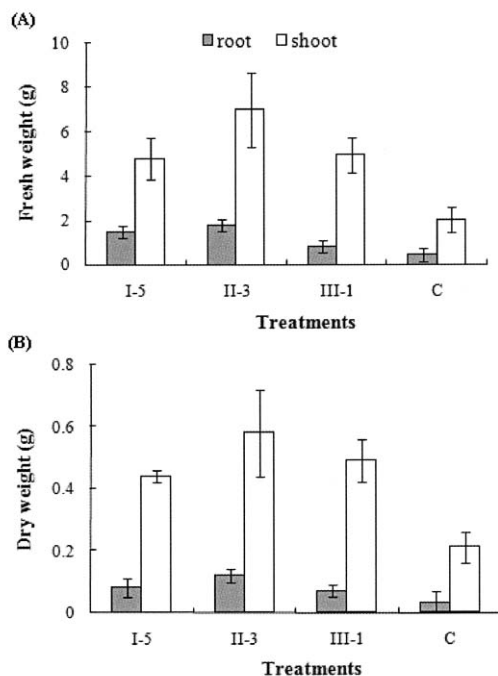 (A)
root shoot
Fresh weight (g)
10
8
6
4
2
0
I-5 II-3 III-1 C
Treatments
(B)
Dry weight (g)
0.8
0.6
0.4
0.2
0
I-5 II-3 III-1 C
Treatments